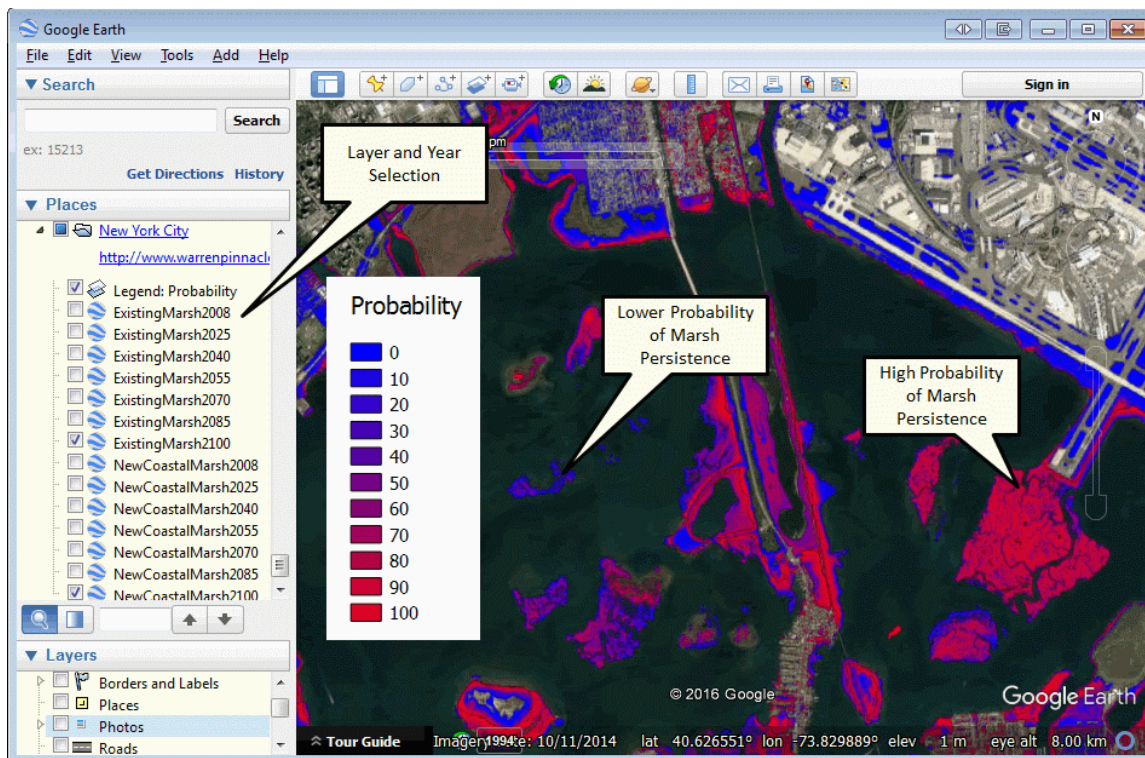 Google Earth
File Edit View Tools Add Help
Search
Search
ex: 15213
Get Directions History
Places
New York City
http://www.warrenpinnacl
Legend: Probability
ExistingMarsh2008
ExistingMarsh2025
ExistingMarsh2040
ExistingMarsh2055
ExistingMarsh2070
ExistingMarsh2085
ExistingMarsh2100
NewCoastalMarsh2008
NewCoastalMarsh2025
NewCoastalMarsh2040
NewCoastalMarsh2055
NewCoastalMarsh2070
NewCoastalMarsh2085
NewCoastalMarsh2100
Layers
Borders and Labels
Places
Photos
Roads
Sign in
N
pm
Layer and Year
Selection
Probability
0
10
20
30
40
50
60
70
80
90
100
Lower Probability
of Marsh
Persistence
High Probability
of Marsh
Persistence
© 2016 Google
Google Earth
Tour Guide
1994
10/11/2014 lat 40.626551° lon -73.829889° elev 1 m eye alt 8.00 km